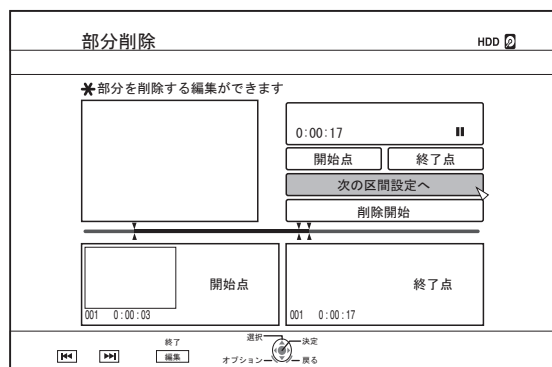 部分削除
HDD
部分を削除する編集ができます
0:00:17
開始点
終了点
次の区間設定へ
削除開始
開始点
001 0:00:03
終了点
001 0:00:17
終了
編集
選択
決定
オプション
戻る